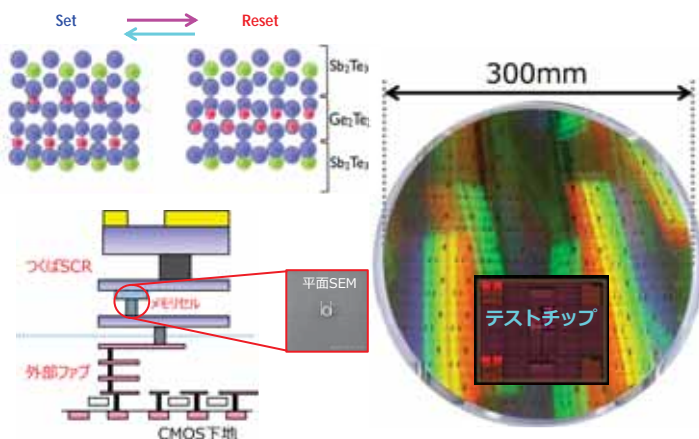 Set
Reset
Sb₂Te₃
Ge₂Te₂
Sb₂Te₃
300mm
つくばSCR
メモリセル
平面SEM
テストチップ
外部ファブ
CMOS下地